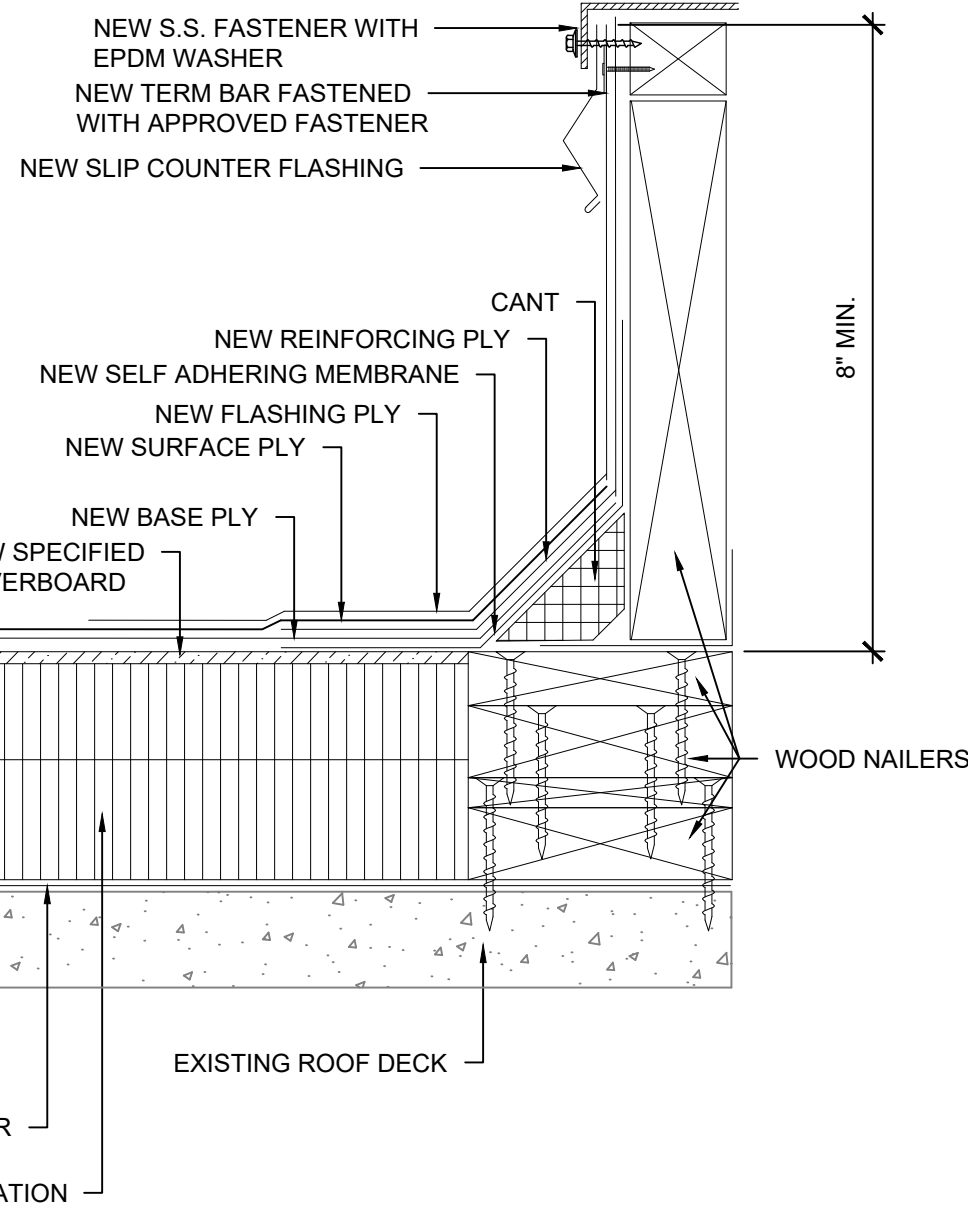 NEW S.S. FASTENER WITH
EPDM WASHER
NEW TERM BAR FASTENED
WITH APPROVED FASTENER
NEW SLIP COUNTER FLASHING
CANT
NEW REINFORCING PLY
8" MIN.
NEW SELF ADHERING MEMBRANE
NEW FLASHING PLY
NEW SURFACE PLY
NEW BASE PLY
SPECIFIED
VERBOARD
WOOD NAILERS
EXISTING ROOF DECK
R
ATION